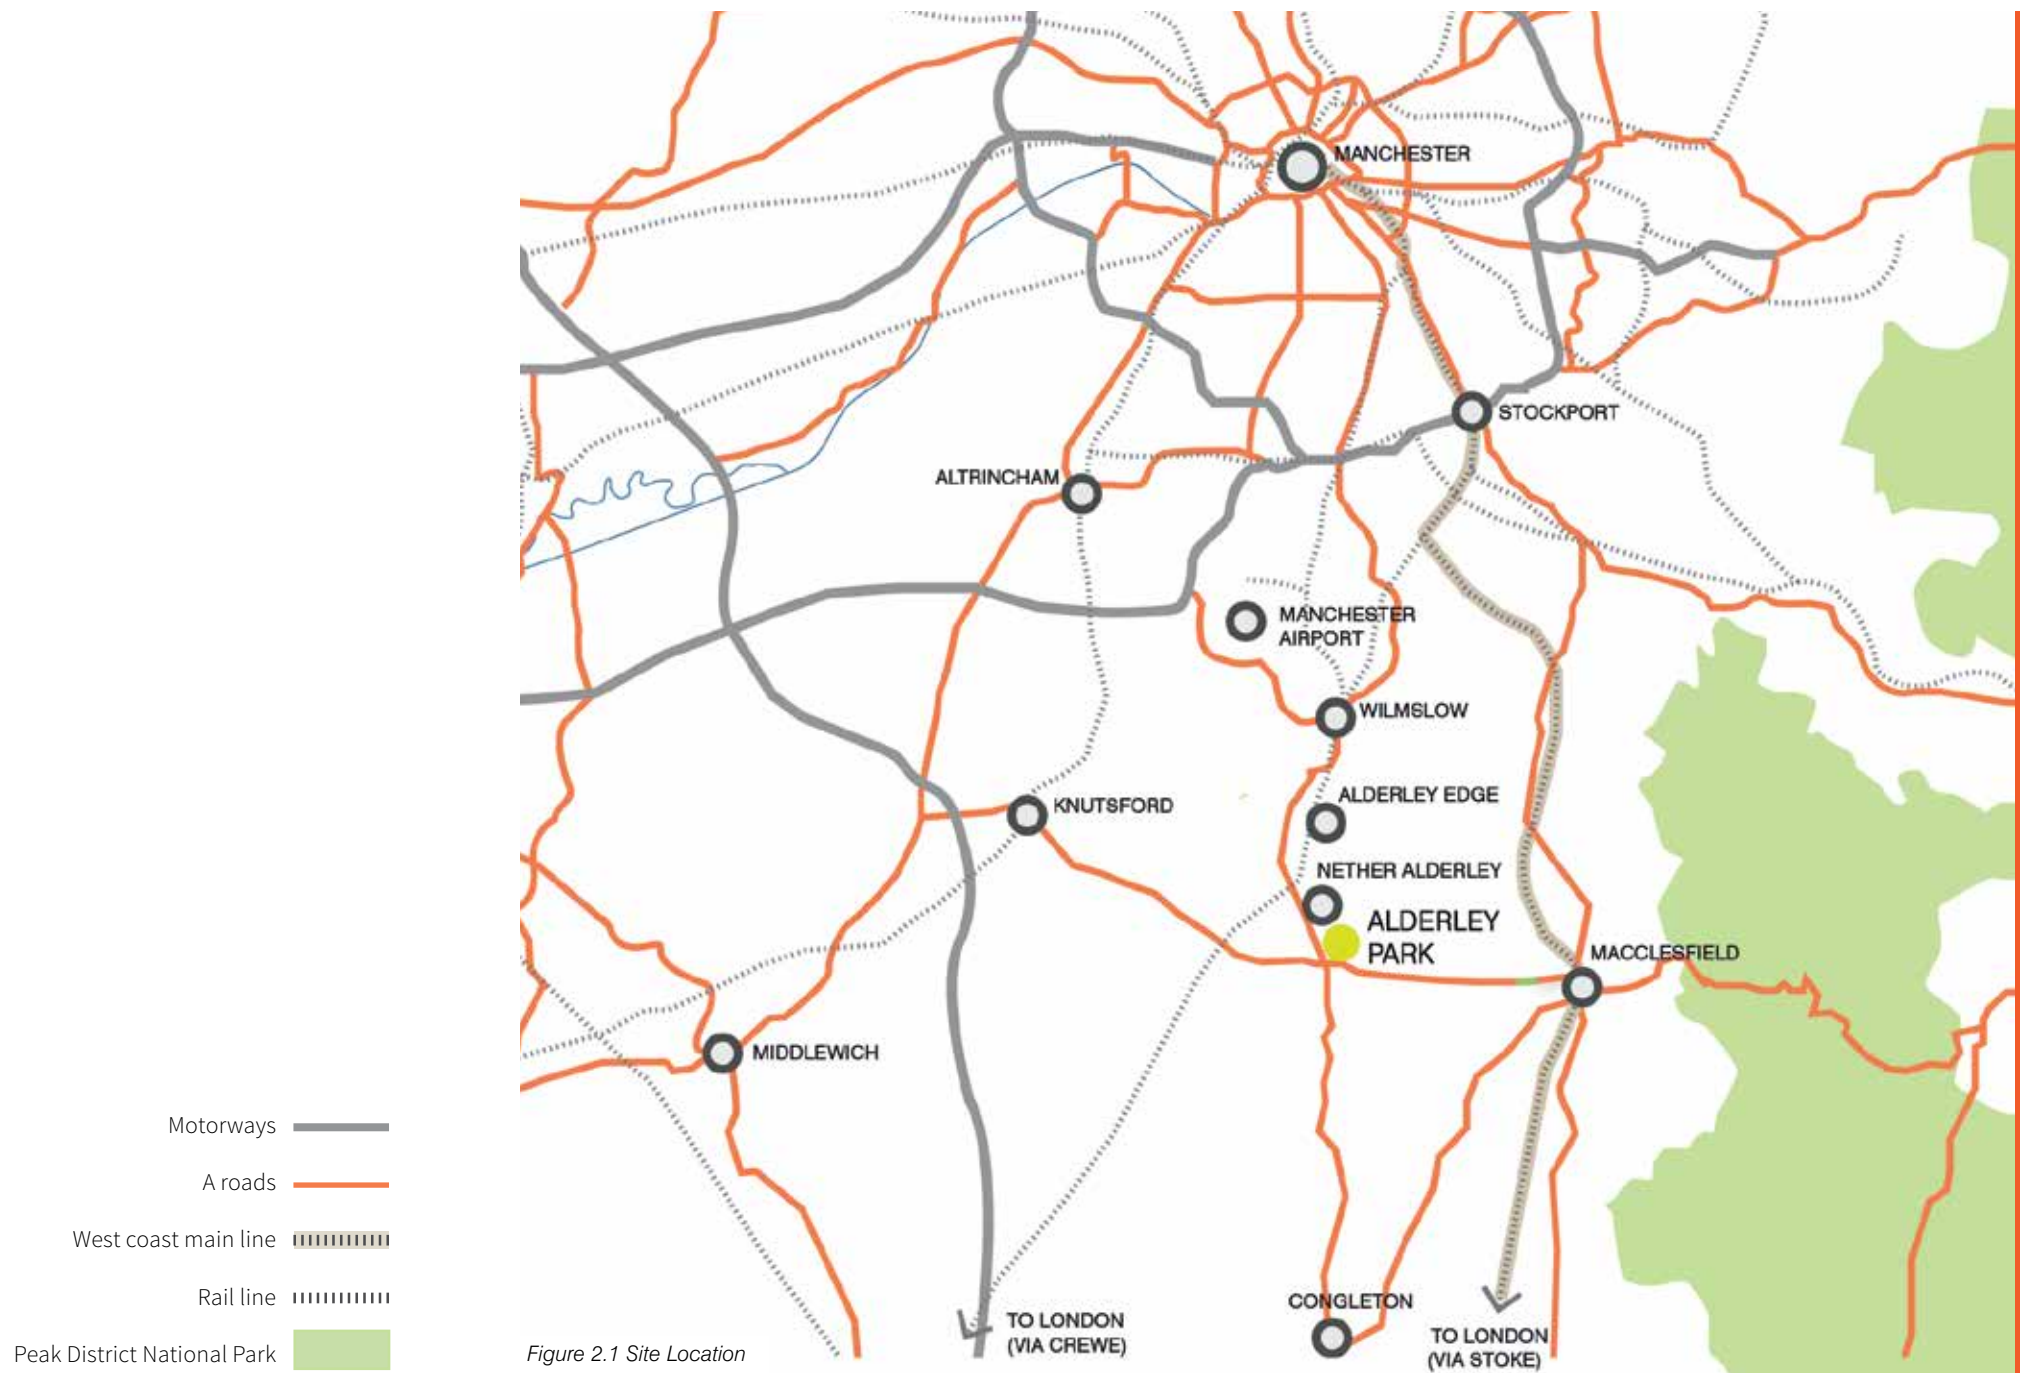 MANCHESTER
STOCKPORT
ALTRINCHAM
MANCHESTER
AIRPORT
WILMSLOW
ALDERLEY EDGE
KNUTSFORD
NETHER ALDERLEY
ALDERLEY
PARK
MACCLESFIELD
MIDDLEWICH
CONGLETON
TO LONDON
(VIA CREWE)
TO LONDON
(VIA STOKE)
Motorways
A roads
West coast main line
Rail line
Peak District National Park
Figure 2.1 Site Location